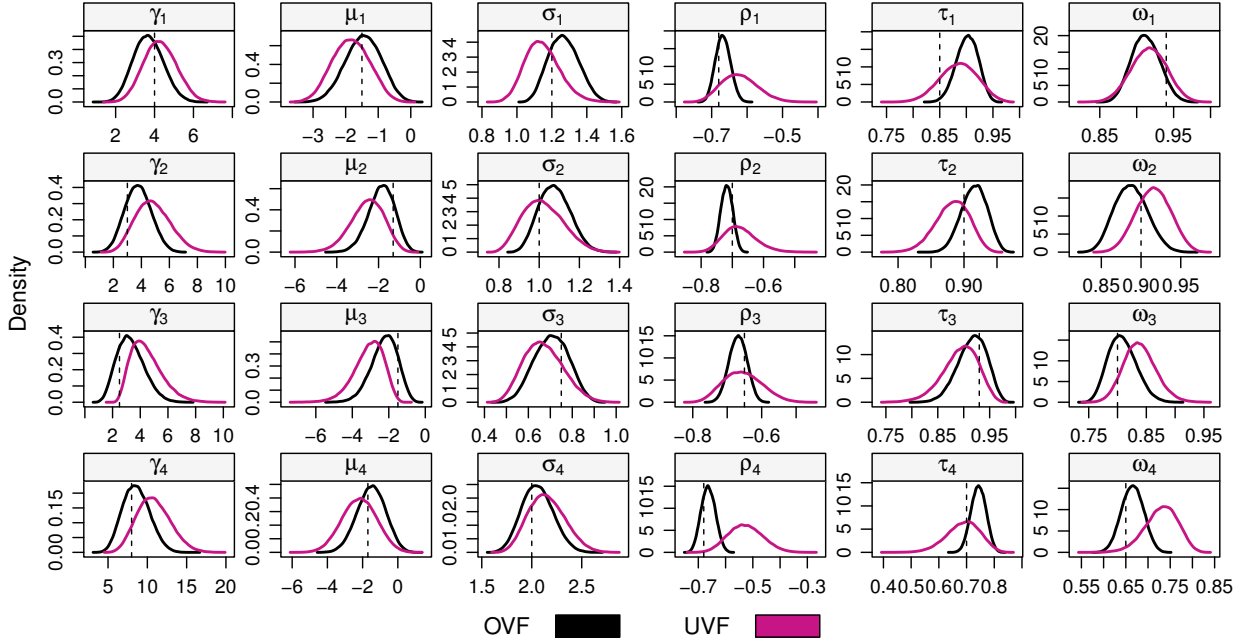 γ1 μ1 σ1 ρ1 τ1 ω1
0.0 0.3 0.0 0.4 0 1 2 3 4 0 5 10 0 5 10 0 5 10 20
2 4 6 -3 -2 -1 0 0.8 1.0 1.2 1.4 1.6 -0.7 -0.5 0.75 0.85 0.95 0.85 0.95
γ2 μ2 σ2 ρ2 τ2 ω2
0.0 0.2 0.4 0.0 0.4 0 1 2 3 4 5 0 5 10 20 0 5 10 20 0 10
0 2 4 6 8 10 -6 -4 -2 0 0.8 1.0 1.2 1.4 -0.8 -0.6 0.80 0.90 0.85 0.90 0.95
Density
γ3 μ3 σ3 ρ3 τ3 ω3
0.0 0.2 0.4 0.0 0.3 0 1 2 3 4 5 0 5 10 15 0 5 10 0 5 10
2 4 6 8 10 -6 -4 -2 0 0.4 0.6 0.8 1.0 -0.8 -0.6 0.75 0.85 0.95 0.75 0.85 0.95
γ4 μ4 σ4 ρ4 τ4 ω4
0.00 0.15 0.00 0.20 0.4 0.0 1.0 2.0 0 5 10 15 0 5 10 15 0 5 10
5 10 15 20 -6 -4 -2 0 1.5 2.0 2.5 -0.7 -0.5 -0.3 0.4 0.5 0.6 0.7 0.8 0.55 0.65 0.75 0.85
OVF UVF